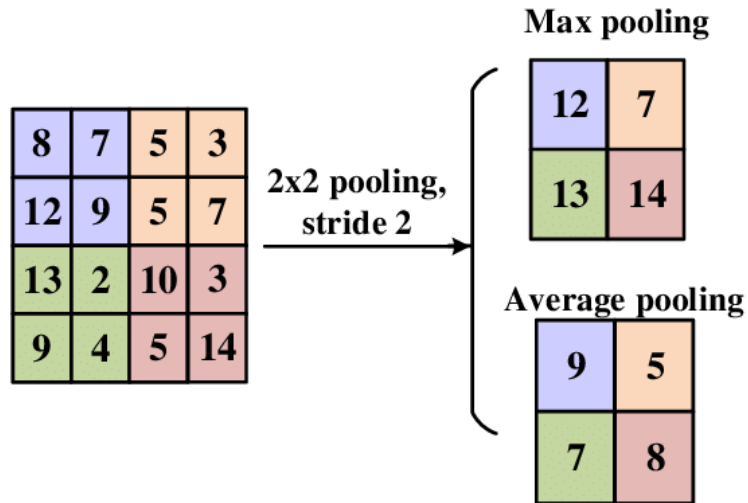 Max pooling
12 7
13 14
8 7 5 3
12 9 5 7
13 2 10 3
9 4 5 14
2x2 pooling,
stride 2
Average pooling
9 5
7 8